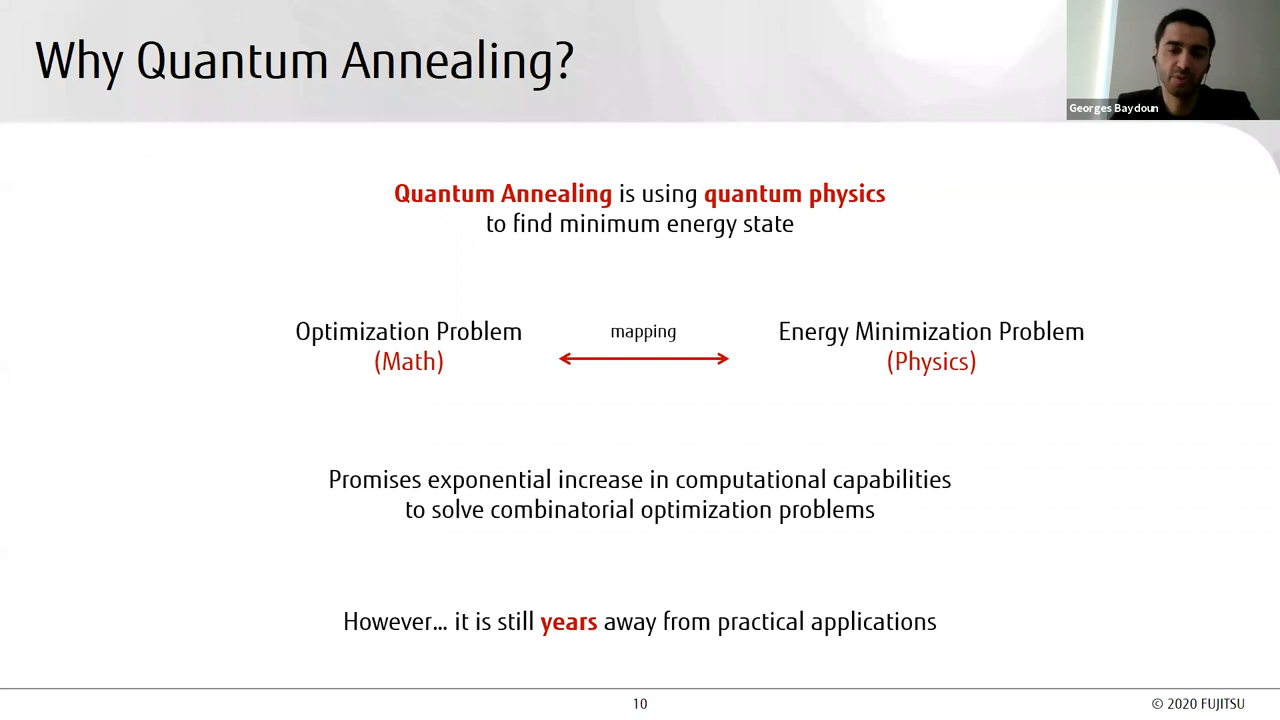 Why Quantum Annealing?
Georges Baydoun
Quantum Annealing is using quantum physics
to find minimum energy state
Optimization Problem
(Math)
mapping
Energy Minimization Problem
(Physics)
Promises exponential increase in computational capabilities
to solve combinatorial optimization problems
However... it is still years away from practical applications
10
© 2020 FUJITSU